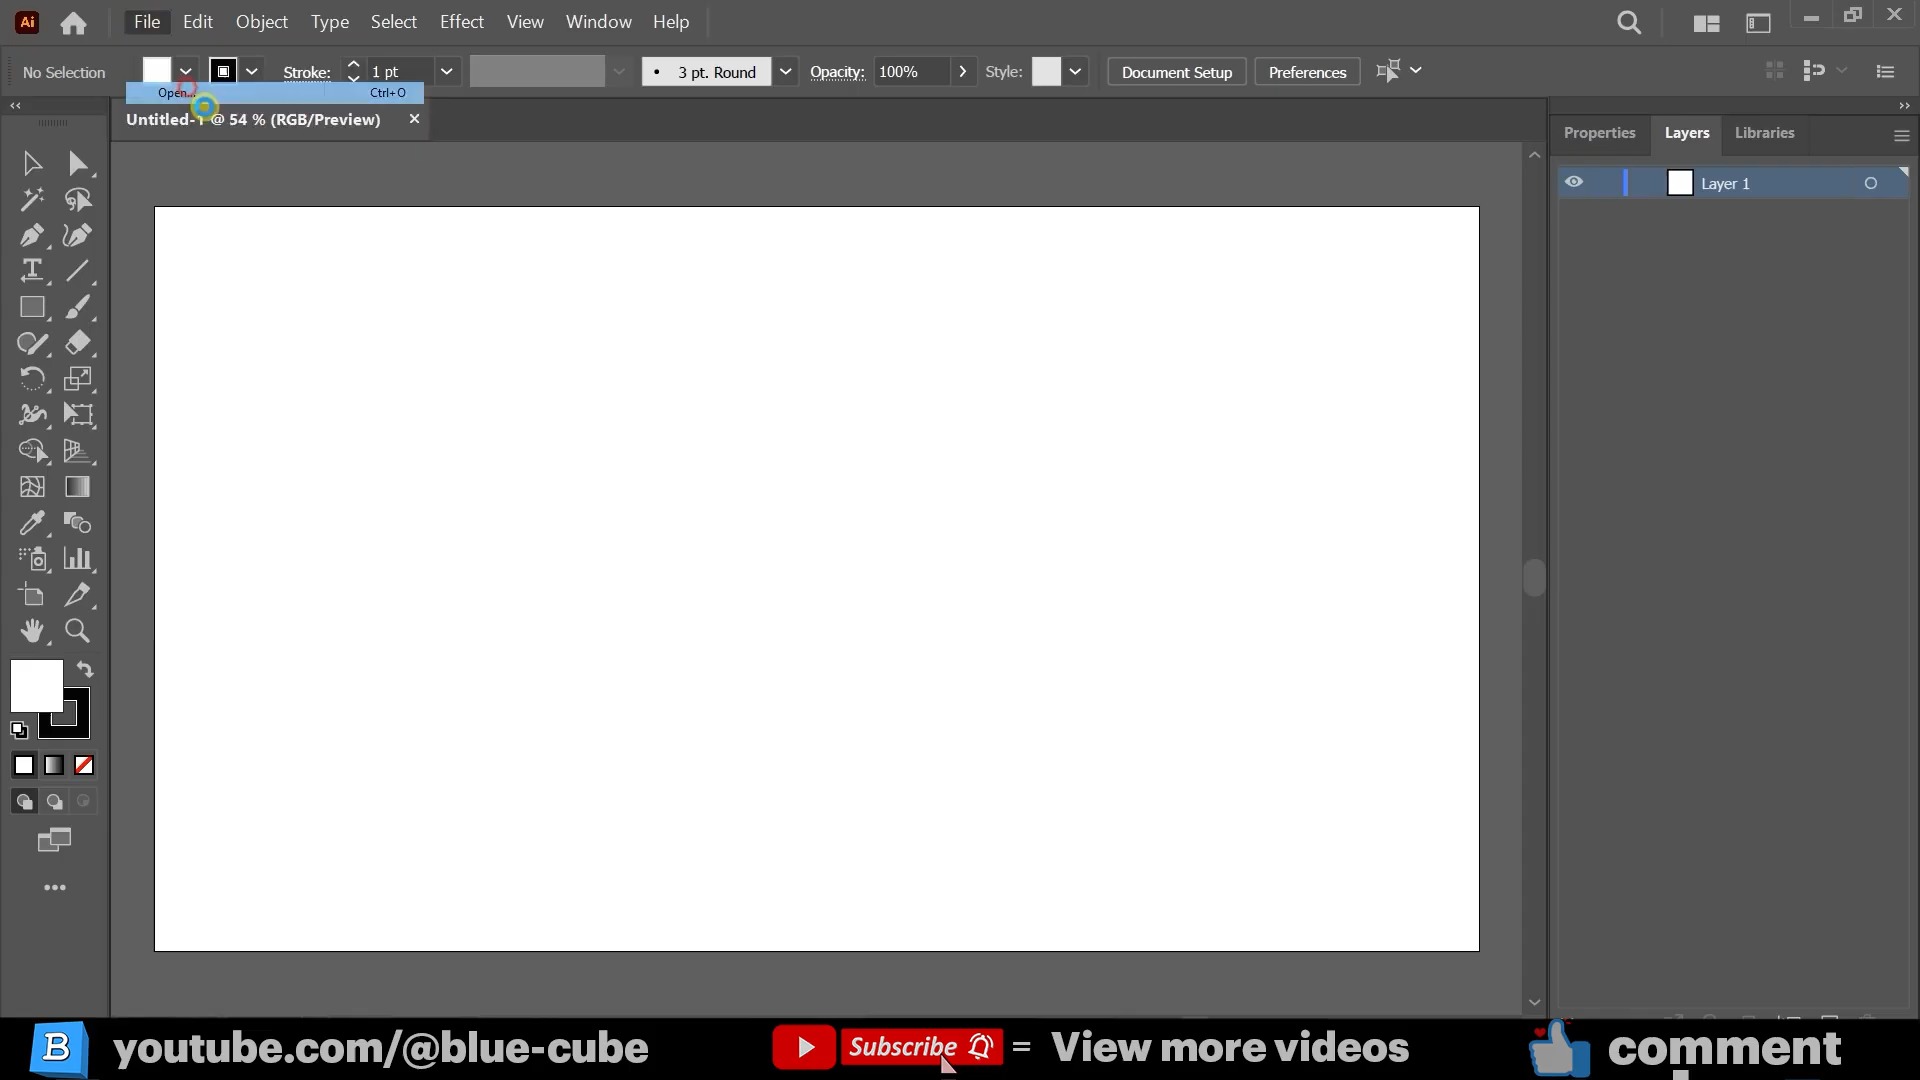 Ai File Edit Object Type Select Effect View Window Help
No Selection Stroke: 1 pt 3 pt. Round Opacity: 100% Style: Document Setup Preferences
Open... Ctrl+O
Untitled-1 @ 54 % (RGB/Preview)
Properties Layers Libraries
Layer 1
B youtube.com/@blue-cube Subscribe = View more videos comment